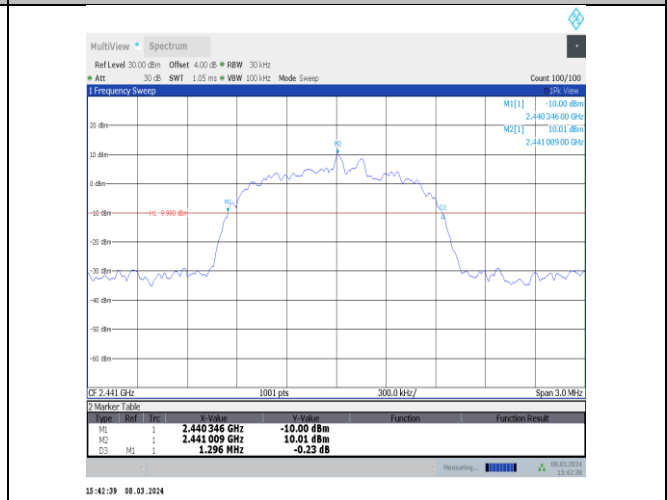 MultiView Spectrum
Ref Level 30.00 dBm Offset 4.00 dB RBW 30 kHz
Att 30 dB SWT 1.05 ms VBW 100 kHz Mode Sweep Count 100/100
1 Frequency Sweep 1Pk View
M1[1] -10.00 dBm
2.440 346 00 GHz
M2[1] 10.01 dBm
2.441 009 00 GHz
20 dBm
M2
10 dBm
0 dBm
M1
D3
-10 dBm H1 -9.990 dBm
-20 dBm
-30 dBm
-40 dBm
-50 dBm
-60 dBm
CF 2.441 GHz 1001 pts 300.0 kHz/ Span 3.0 MHz
2 Marker Table
Type Ref Trc X-Value Y-Value Function Function Result
M1 1 2.440 346 GHz -10.00 dBm
M2 1 2.441 009 GHz 10.01 dBm
D3 M1 1 1.296 MHz -0.23 dB
Measuring... 08.03.2024
15:42:38
15:42:39 08.03.2024